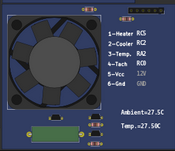 1-Heater RC5
2-Cooler RC2
3-Temp. RA2
4-Tach RC0
5-Vcc 12V
6-Gnd GND
Ambient=27.5C
Temp.=27.50C